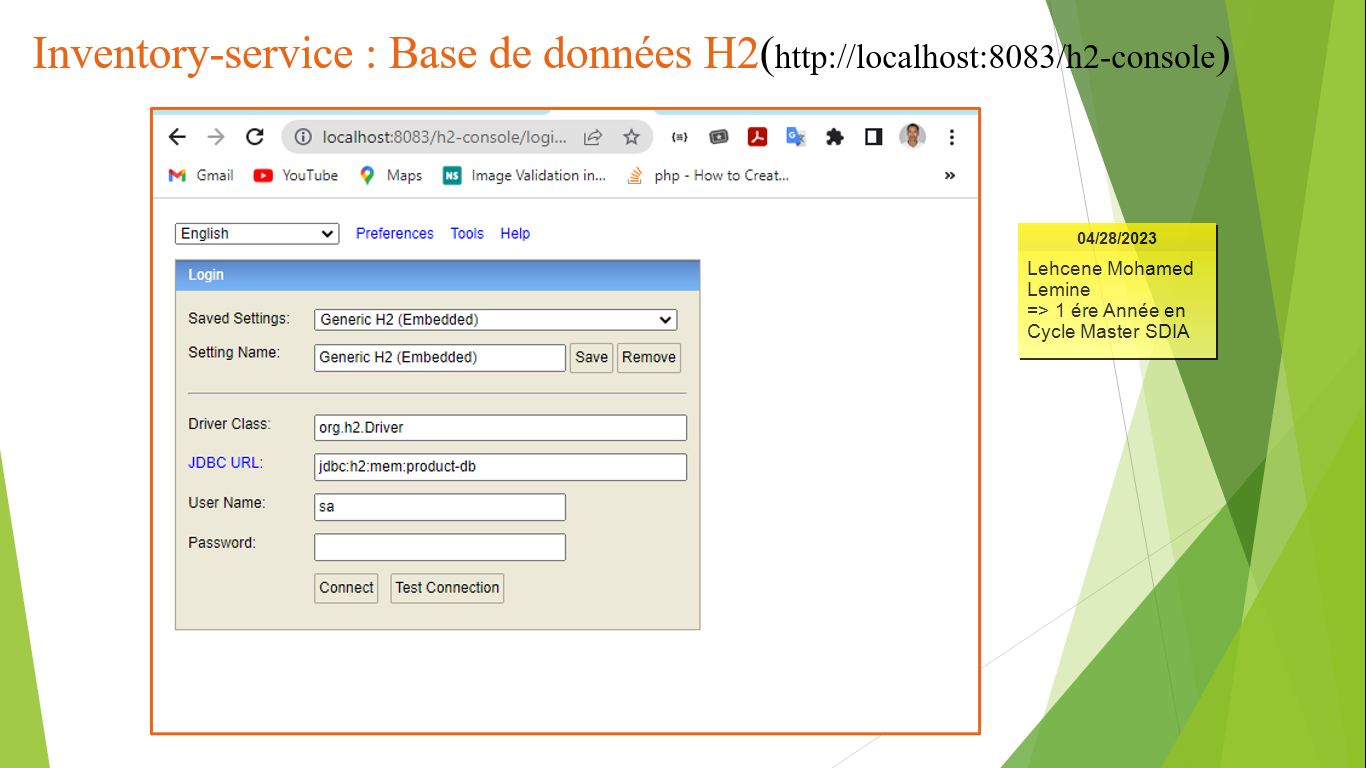 Inventory-service : Base de données H2(http://localhost:8083/h2-console)
localhost:8083/h2-console/logi...
Gmail YouTube Maps NS Image Validation in... php - How to Creat... »
English Preferences Tools Help
Login
Saved Settings: Generic H2 (Embedded)
Setting Name: Generic H2 (Embedded) Save Remove
Driver Class: org.h2.Driver
JDBC URL: jdbc:h2:mem:product-db
User Name: sa
Password:
Connect Test Connection
04/28/2023
Lehcene Mohamed
Lemine
=> 1 ére Année en
Cycle Master SDIA